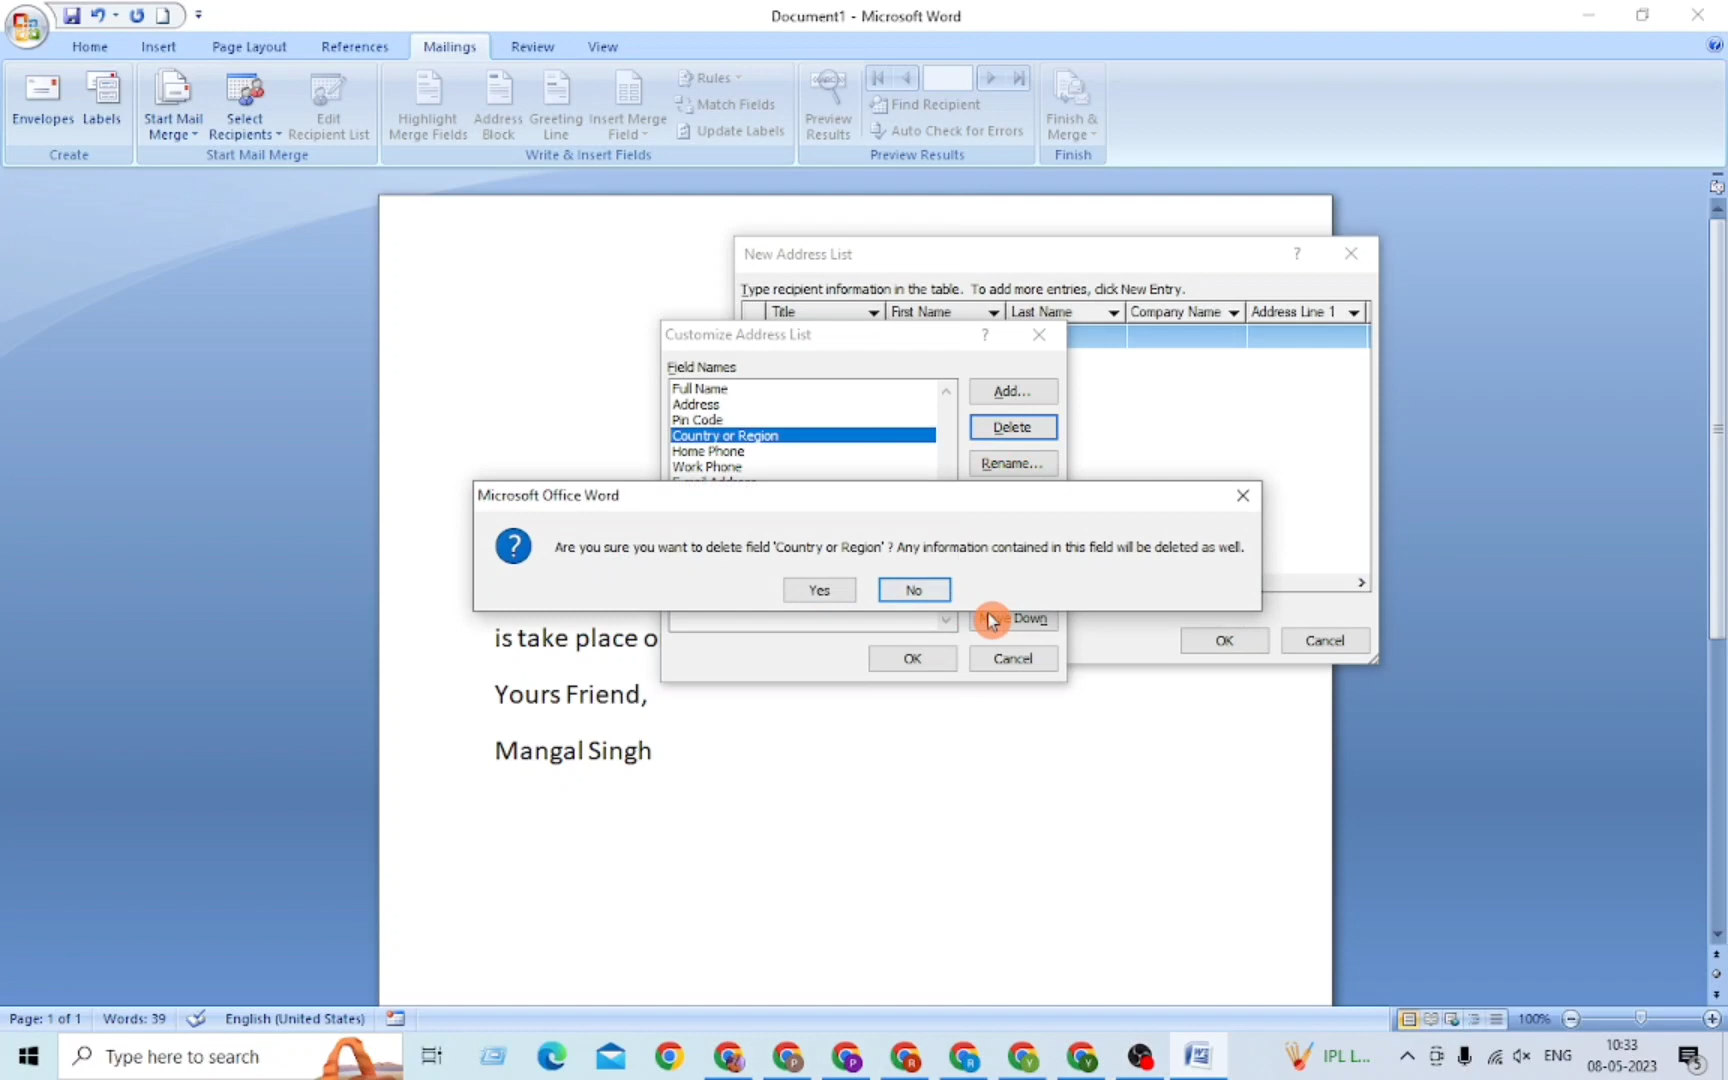 Document1 - Microsoft Word
Home Insert Page Layout References Mailings Review View
Envelopes Labels
Create
Start Mail Merge Select Recipients Edit Recipient List
Start Mail Merge
Highlight Merge Fields Address Block Greeting Line Insert Merge Field
Rules
Match Fields
Update Labels
Write & Insert Fields
Preview Results
Find Recipient
Auto Check for Errors
Preview Results
Finish & Merge
Finish
New Address List
Type recipient information in the table. To add more entries, click New Entry.
Title First Name Last Name Company Name Address Line 1
Customize Address List
Field Names
Full Name
Address
Pin Code
Country or Region
Home Phone
Work Phone
Add...
Delete
Rename...
Microsoft Office Word
Are you sure you want to delete field 'Country or Region' ? Any information contained in this field will be deleted as well.
Yes No
Down
OK Cancel
OK Cancel
is take place o
Yours Friend,
Mangal Singh
Page: 1 of 1 Words: 39 English (United States) 100%
Type here to search
IPL L... ENG 10:33
08-05-2023
5